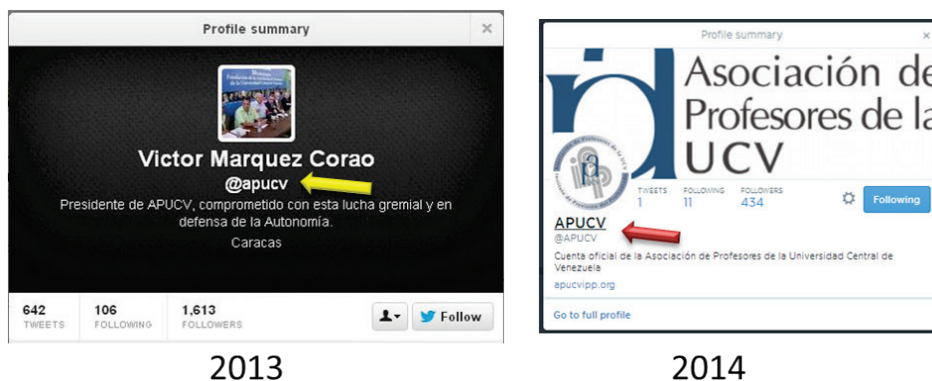 Profile summary
Victor Marquez Corao
@apucv
Presidente de APUCV, comprometido con esta lucha gremial y en
defensa de la Autonomía.
Caracas
642
TWEETS
106
FOLLOWING
1,613
FOLLOWERS
Follow
2013
Profile summary
Asociación de
Profesores de la
UCV
TWEETS
1
FOLLOWING
11
FOLLOWERS
434
Following
APUCV
@APUCV
Cuenta oficial de la Asociación de Profesores de la Universidad Central de
Venezuela
apucvipp.org
Go to full profile
2014